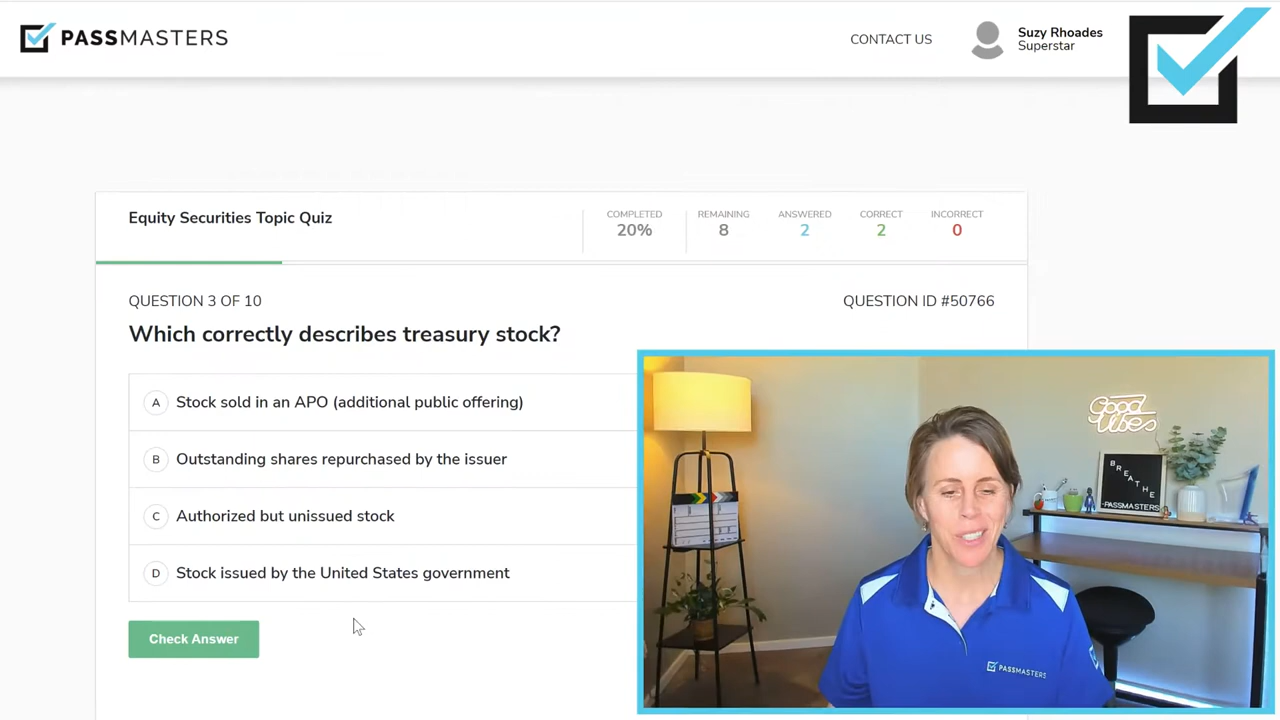 PASSMASTERS
CONTACT US
Suzy Rhoades
Superstar
Equity Securities Topic Quiz
COMPLETED
20%
REMAINING
8
ANSWERED
2
CORRECT
2
INCORRECT
0
QUESTION 3 OF 10
QUESTION ID #50766
Which correctly describes treasury stock?
A Stock sold in an APO (additional public offering)
B Outstanding shares repurchased by the issuer
C Authorized but unissued stock
D Stock issued by the United States government
Check Answer
Good
Vibes
BREATHE
-PASSMASTERS
PASSMASTERS